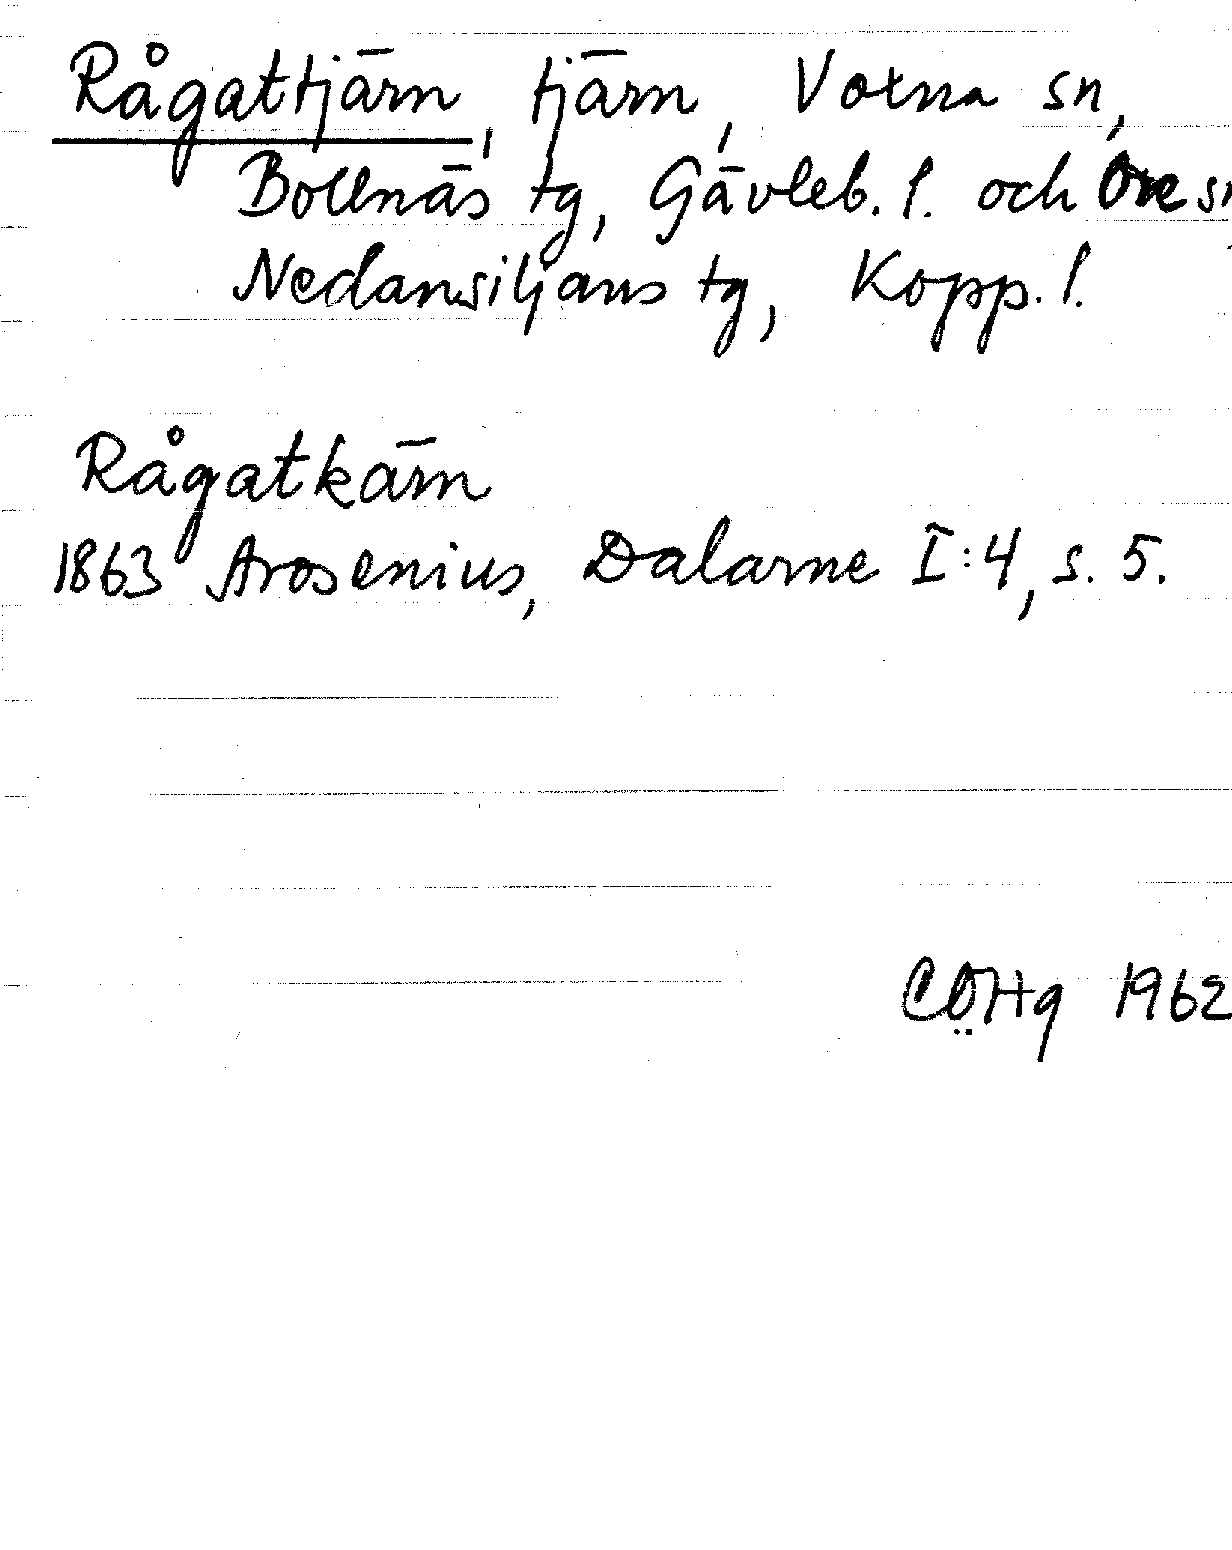 Rågattjärn, tjärn, Voxna sn,
Bollnäs tg, Gävleb. l. och Ore sn
Nedansiljans tg, Kopp. l.
Rågatkärn
1863 Arosenius, Dalarne I:4, s. 5.
CÖHg 1962